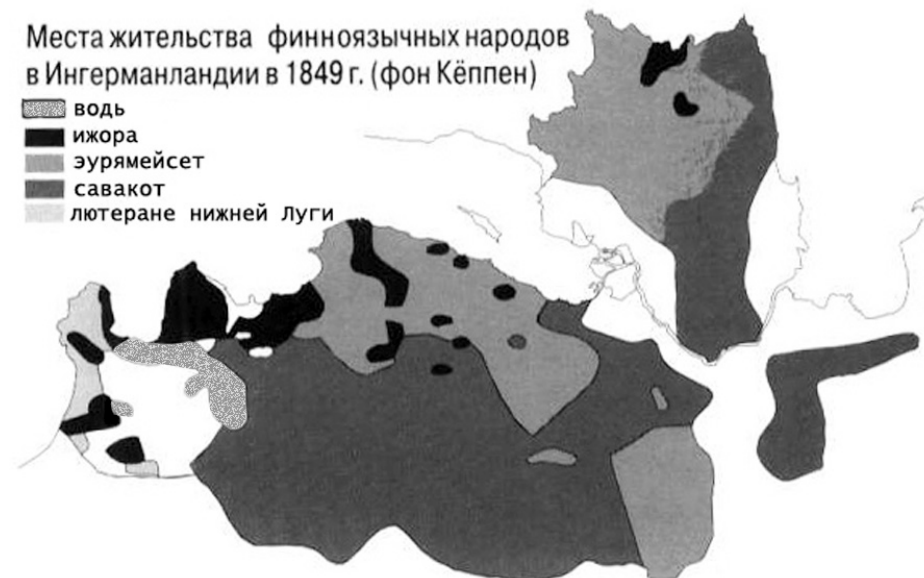 Места жительства финноязычных народов
в Ингерманландии в 1849 г. (фон Кёппен)
водь
ижора
эурямейсет
савакот
лютеране нижней Луги